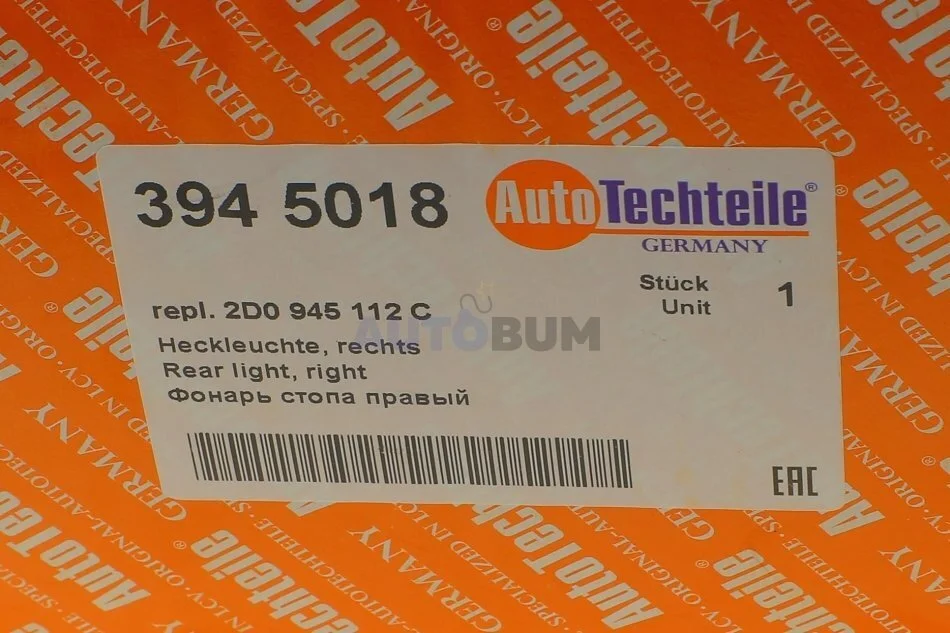 394 5018
AutoTechteile®
GERMANY
Stück
Unit
1
repl. 2D0 945 112 C
AUTOBUM
Heckleuchte, rechts
Rear light, right
Фонарь стопа правый
EAC